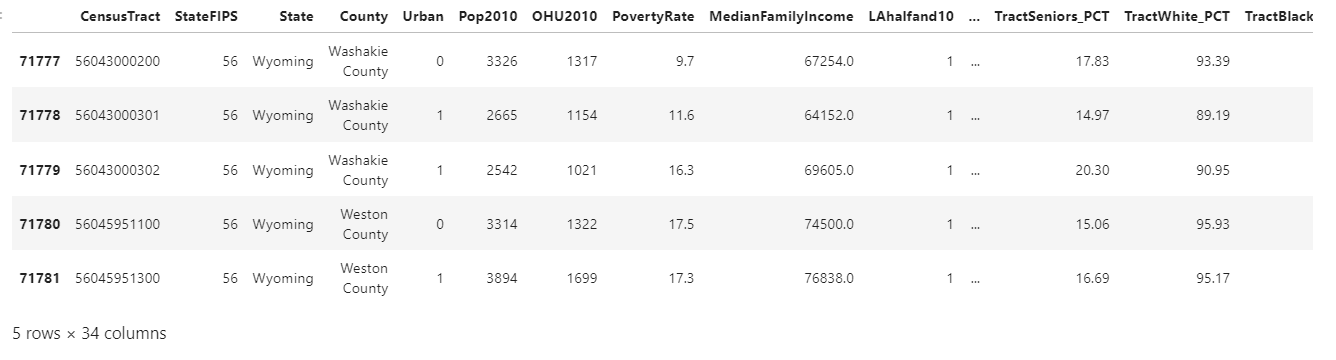 CensusTract StateFIPS State County Urban Pop2010 OHU2010 PovertyRate MedianFamilyIncome LAhalfand10 ... TractSeniors_PCT TractWhite_PCT TractBlack
71777 56043000200 56 Wyoming Washakie County 0 3326 1317 9.7 67254.0 1 ... 17.83 93.39
71778 56043000301 56 Wyoming Washakie County 1 2665 1154 11.6 64152.0 1 ... 14.97 89.19
71779 56043000302 56 Wyoming Washakie County 1 2542 1021 16.3 69605.0 1 ... 20.30 90.95
71780 56045951100 56 Wyoming Weston County 0 3314 1322 17.5 74500.0 1 ... 15.06 95.93
71781 56045951300 56 Wyoming Weston County 1 3894 1699 17.3 76838.0 1 ... 16.69 95.17
5 rows × 34 columns